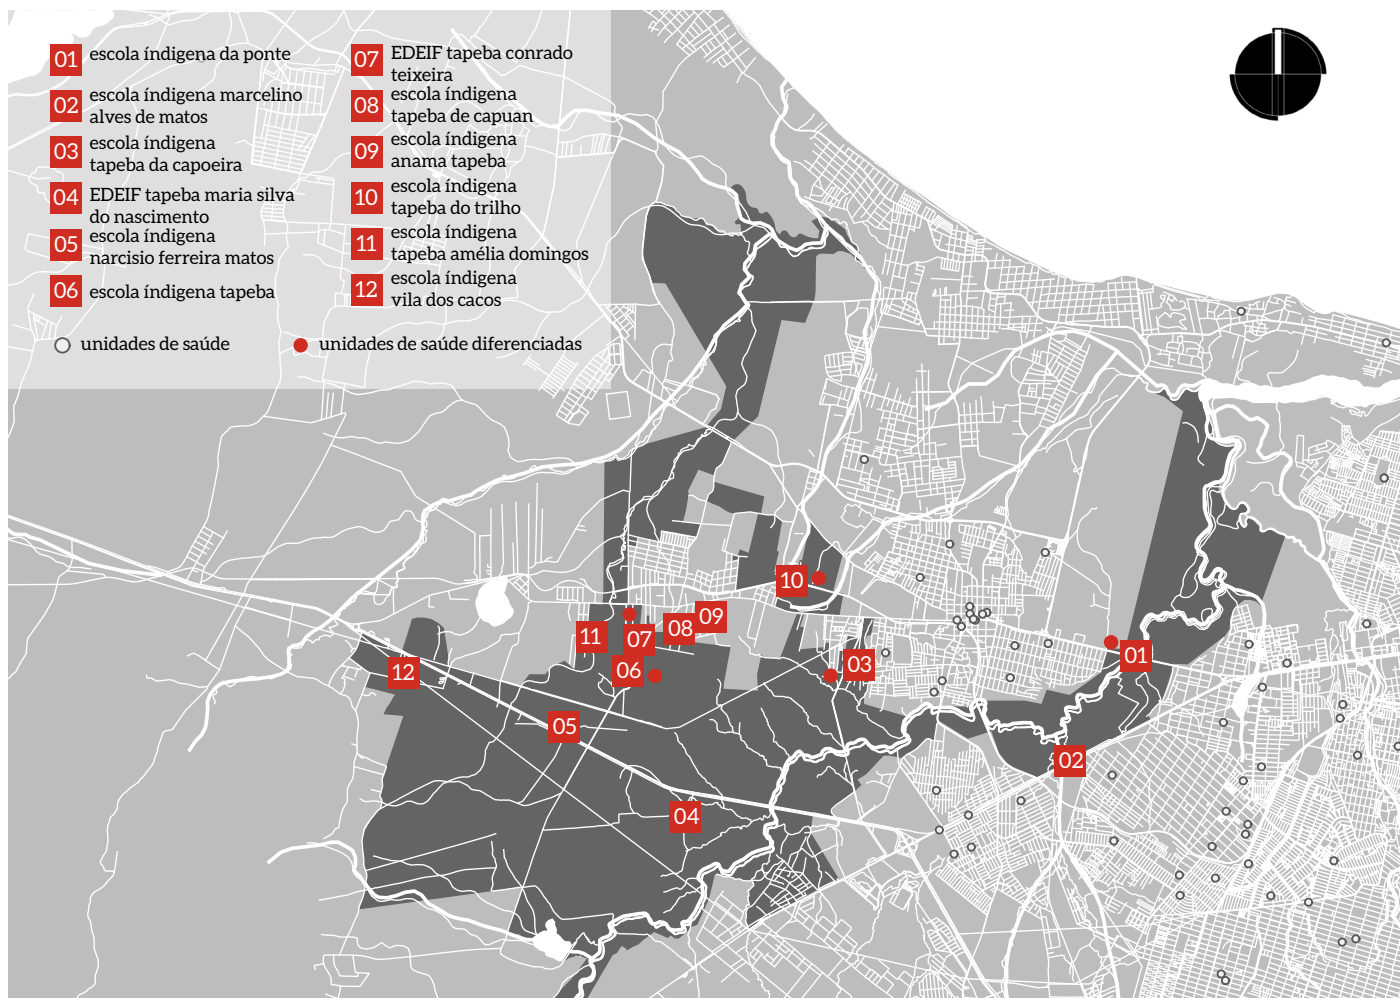 01 escola índigena da ponte
02 escola índigena marcelino
alves de matos
03 escola índigena
tapeba da capoeira
04 EDEIF tapeba maria silva
do nascimento
05 escola índigena
narcisio ferreira matos
06 escola índigena tapeba
07 EDEIF tapeba conrado
teixeira
08 escola índigena
tapeba de capuan
09 escola índigena
anama tapeba
10 escola índigena
tapeba do trilho
11 escola índigena
tapeba amélia domingos
12 escola índigena
vila dos cacos
unidades de saúde
unidades de saúde diferenciadas
10
09
08
11
07
01
03
06
12
05
02
04